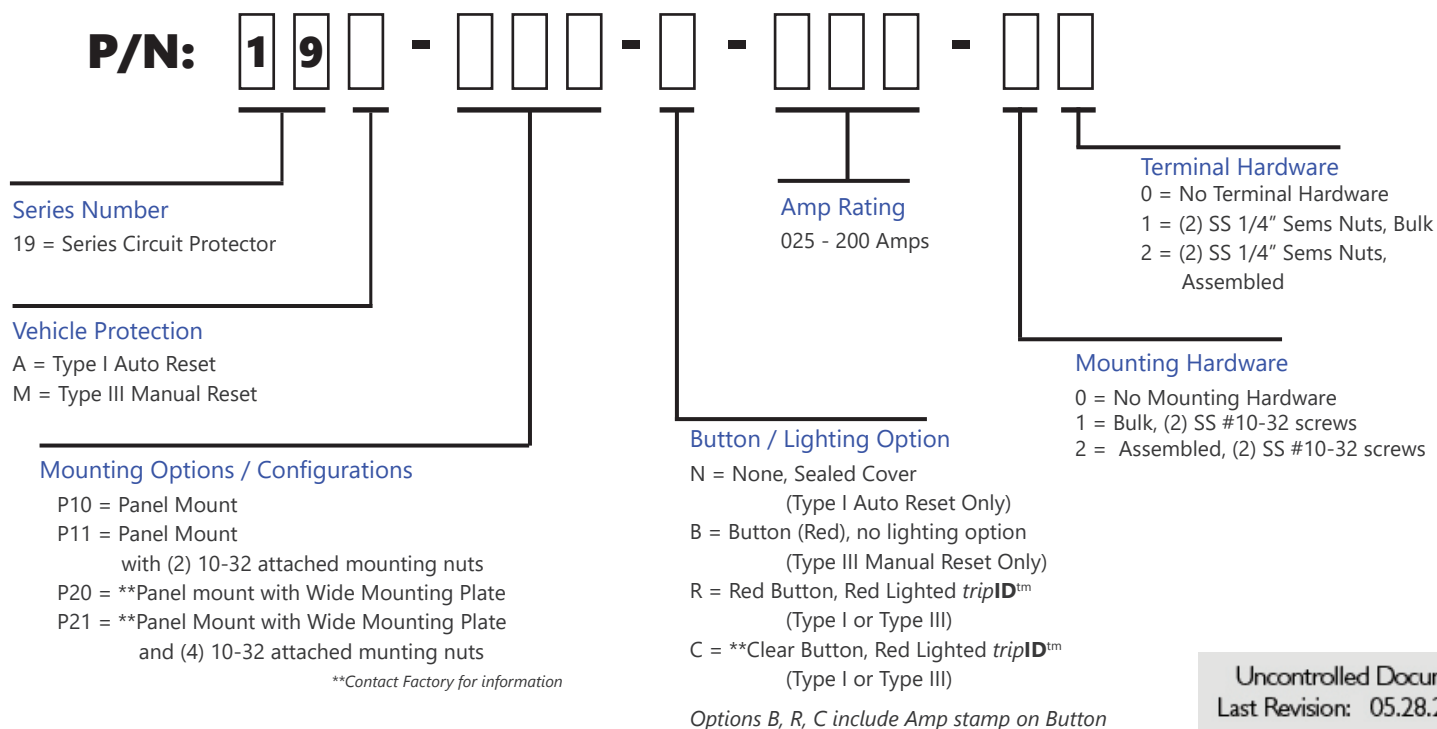 P/N: 1 9 - - - -
Series Number
19 = Series Circuit Protector
Vehicle Protection
A = Type I Auto Reset
M = Type III Manual Reset
Mounting Options / Configurations
P10 = Panel Mount
P11 = Panel Mount
with (2) 10-32 attached mounting nuts
P20 = **Panel mount with Wide Mounting Plate
P21 = **Panel Mount with Wide Mounting Plate
and (4) 10-32 attached munting nuts
**Contact Factory for information
Button / Lighting Option
N = None, Sealed Cover
(Type I Auto Reset Only)
B = Button (Red), no lighting option
(Type III Manual Reset Only)
R = Red Button, Red Lighted tripID™
(Type I or Type III)
C = **Clear Button, Red Lighted tripID™
(Type I or Type III)
Options B, R, C include Amp stamp on Button
Amp Rating
025 - 200 Amps
Terminal Hardware
0 = No Terminal Hardware
1 = (2) SS 1/4” Sems Nuts, Bulk
2 = (2) SS 1/4” Sems Nuts,
Assembled
Mounting Hardware
0 = No Mounting Hardware
1 = Bulk, (2) SS #10-32 screws
2 = Assembled, (2) SS #10-32 screws
Uncontrolled
Last Revision: 05.28.